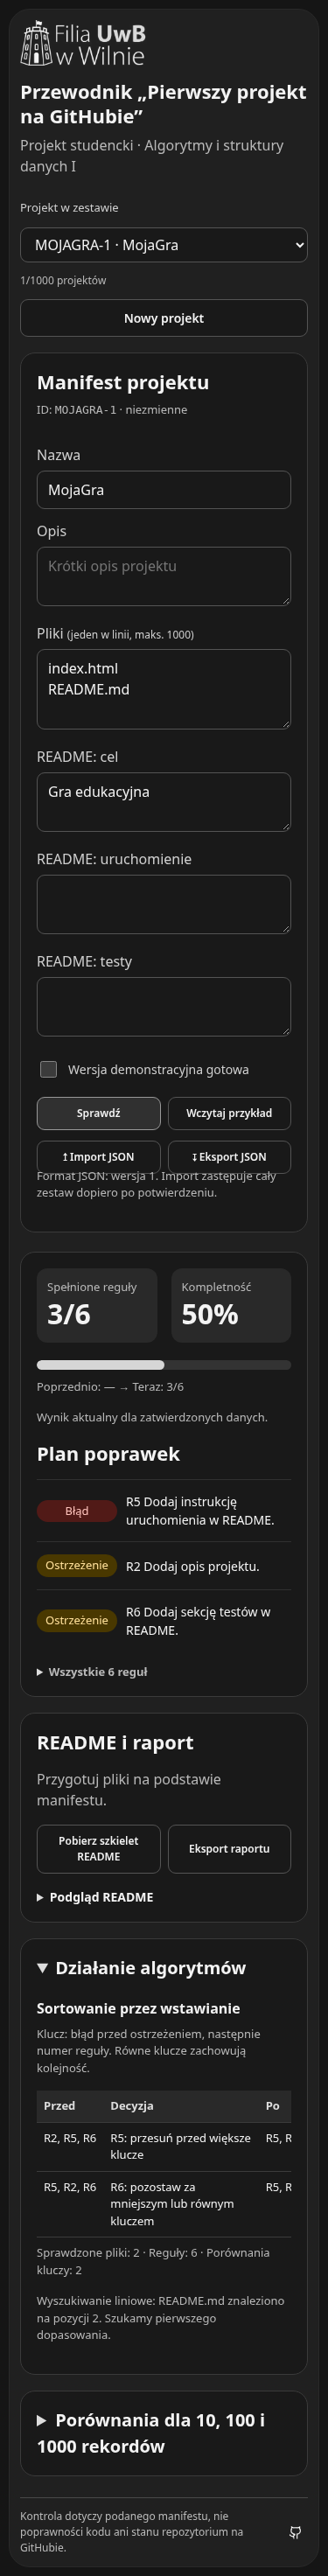 Filia UwB
w Wilnie
Przewodnik „Pierwszy projekt
na GitHubie”
Projekt studencki · Algorytmy i struktury
danych I
Projekt w zestawie
MOJAGRA-1 · MojaGra
1/1000 projektów
Nowy projekt
Manifest projektu
ID: MOJAGRA-1 · niezmienne
Nazwa
MojaGra
Opis
Krótki opis projektu
Pliki (jeden w linii, maks. 1000)
index.html
README.md
README: cel
Gra edukacyjna
README: uruchomienie
README: testy
Wersja demonstracyjna gotowa
Sprawdź Wczytaj przykład
↥ Import JSON ↧ Eksport JSON
Format JSON: wersja 1. Import zastępuje cały
zestaw dopiero po potwierdzeniu.
Spełnione reguły Kompletność
3/6 50%
Poprzednio: — → Teraz: 3/6
Wynik aktualny dla zatwierdzonych danych.
Plan poprawek
Błąd R5 Dodaj instrukcję
uruchomienia w README.
Ostrzeżenie R2 Dodaj opis projektu.
Ostrzeżenie R6 Dodaj sekcję testów w
README.
▶ Wszystkie 6 reguł
README i raport
Przygotuj pliki na podstawie
manifestu.
Pobierz szkielet
README
Eksport raportu
▶ Podgląd README
▼ Działanie algorytmów
Sortowanie przez wstawianie
Klucz: błąd przed ostrzeżeniem, następnie
numer reguły. Równe klucze zachowują
kolejność.
Przed Decyzja Po
R2, R5, R6 R5: przesuń przed większe
klucze R5, R
R5, R2, R6 R6: pozostaw za
mniejszym lub równym
kluczem R5, R
Sprawdzone pliki: 2 · Reguły: 6 · Porównania
kluczy: 2
Wyszukiwanie liniowe: README.md znaleziono
na pozycji 2. Szukamy pierwszego
dopasowania.
▶ Porównania dla 10, 100 i
1000 rekordów
Kontrola dotyczy podanego manifestu, nie
poprawności kodu ani stanu repozytorium na
GitHubie.